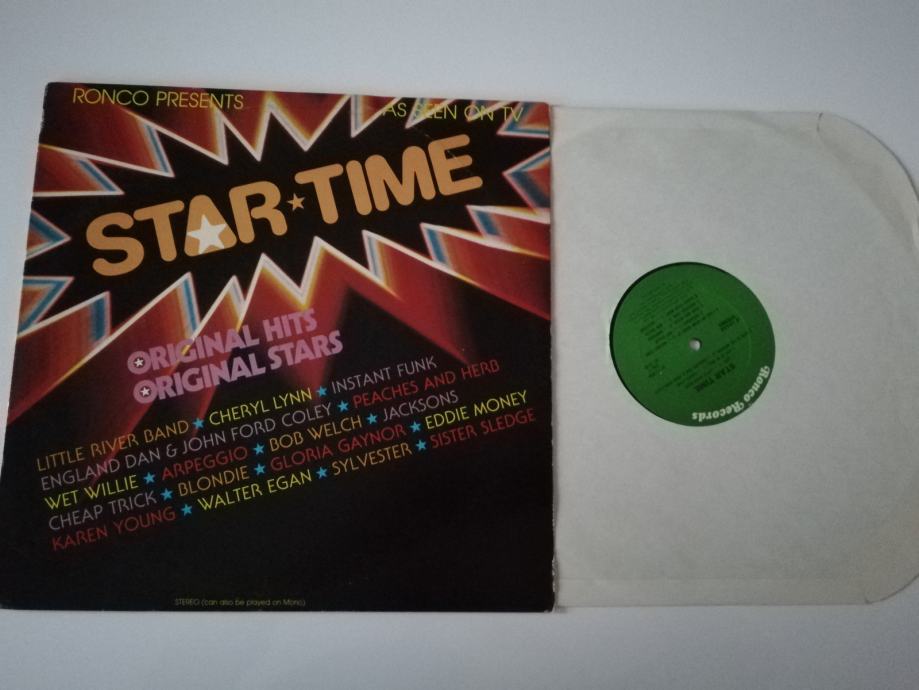 RONCO PRESENTS
AS SEEN ON TV
STAR★TIME
ORIGINAL HITS
ORIGINAL STARS
LITTLE RIVER BAND ★ CHERYL LYNN ★ INSTANT FUNK
ENGLAND DAN & JOHN FORD COLEY ★ PEACHES AND HERB
WET WILLIE ★ ARPEGGIO ★ BOB WELCH ★ JACKSONS
CHEAP TRICK ★ BLONDIE ★ GLORIA GAYNOR ★ EDDIE MONEY
KAREN YOUNG ★ WALTER EGAN ★ SYLVESTER ★ SISTER SLEDGE
STEREO (can also be played on Mono)
Ronco Records
STAR TIME